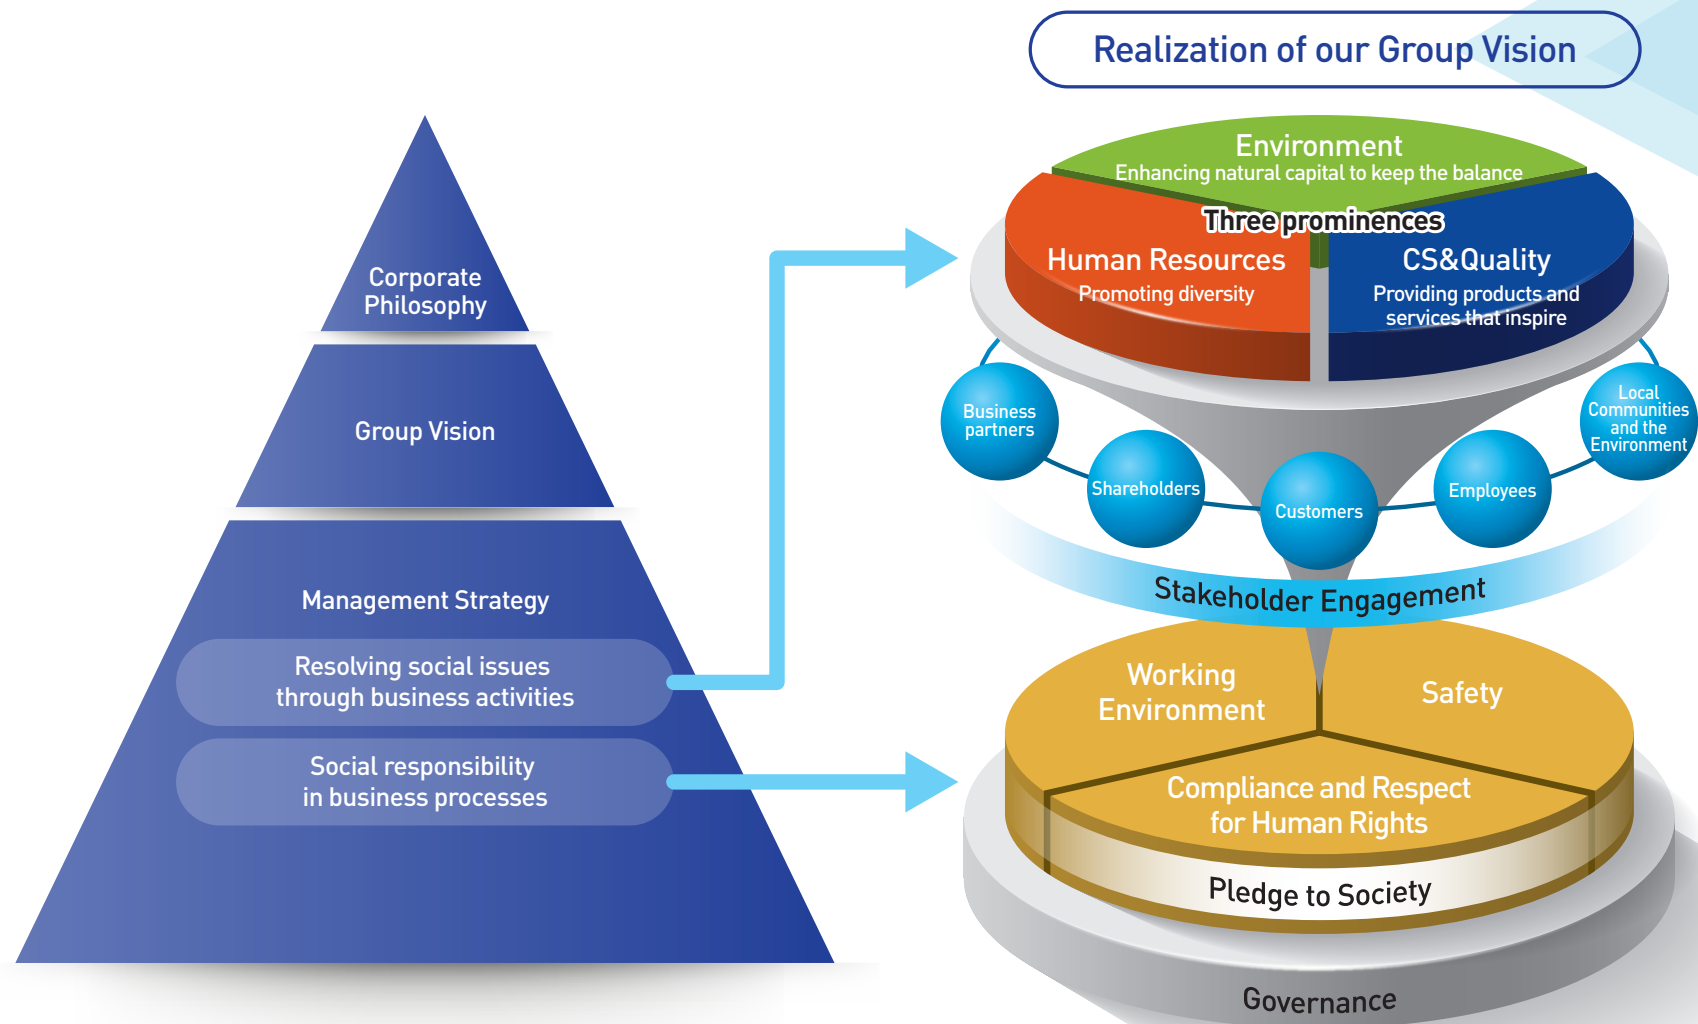 Realization of our Group Vision
Corporate
Philosophy
Group Vision
Management Strategy
Resolving social issues
through business activities
Social responsibility
in business processes
Environment
Enhancing natural capital to keep the balance
Three prominences
Human Resources
Promoting diversity
CS&Quality
Providing products and
services that inspire
Business
partners
Shareholders
Customers
Employees
Local
Communities
and the
Environment
Stakeholder Engagement
Working
Environment
Safety
Compliance and Respect
for Human Rights
Pledge to Society
Governance